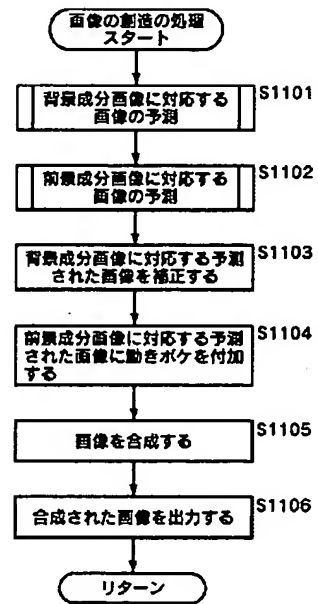 画像の創造の処理
スタート
背景成分画像に対応する
画像の予測
S1101
前景成分画像に対応する
画像の予測
S1102
背景成分画像に対応する予測
された画像を補正する
S1103
前景成分画像に対応する予測
された画像に動きボケを付加
する
S1104
画像を合成する
S1105
合成された画像を出力する
S1106
リターン